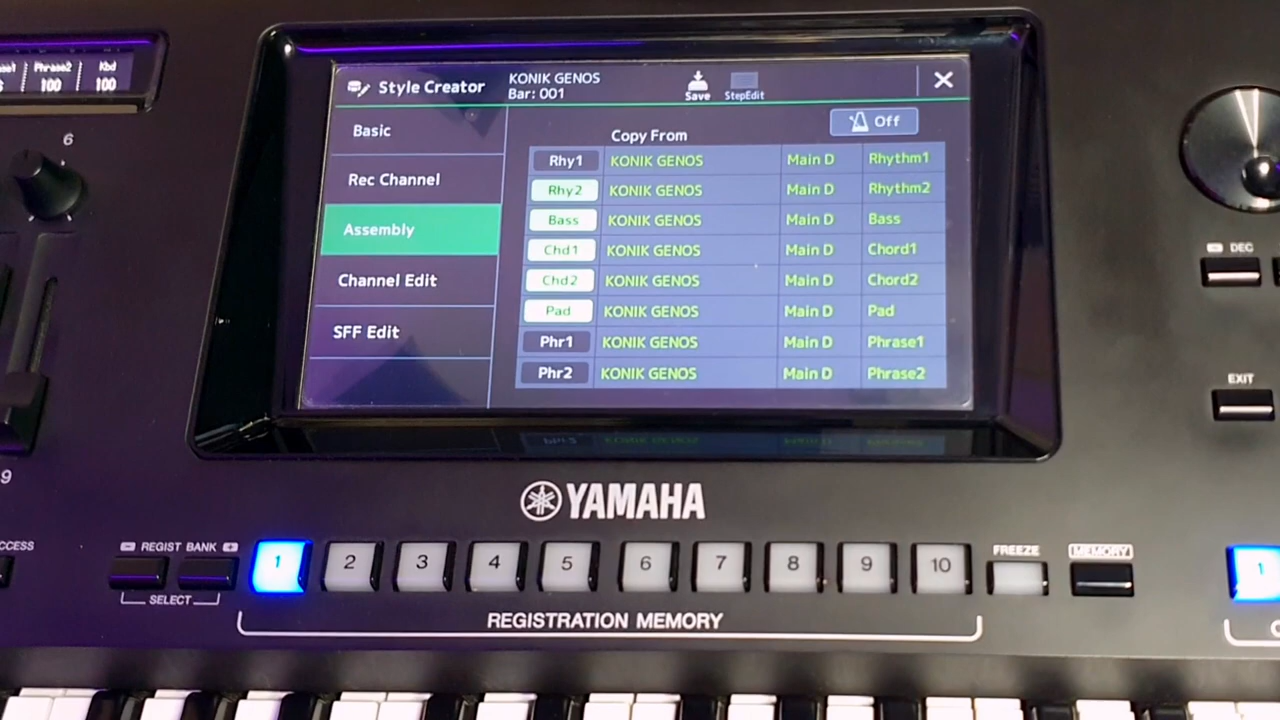 Phrase2 Kbd
100 100
6
9
Style Creator
KONIK GENOS
Bar: 001
Save
StepEdit
Basic
Rec Channel
Assembly
Channel Edit
SFF Edit
Off
Copy From
Rhy1 KONIK GENOS Main D Rhythm1
Rhy2 KONIK GENOS Main D Rhythm2
Bass KONIK GENOS Main D Bass
Chd1 KONIK GENOS Main D Chord1
Chd2 KONIK GENOS Main D Chord2
Pad KONIK GENOS Main D Pad
Phr1 KONIK GENOS Main D Phrase1
Phr2 KONIK GENOS Main D Phrase2
DEC
EXIT
YAMAHA
CCESS
REGIST BANK
SELECT
1 2 3 4 5 6 7 8 9 10
FREEZE
MEMORY
1
REGISTRATION MEMORY